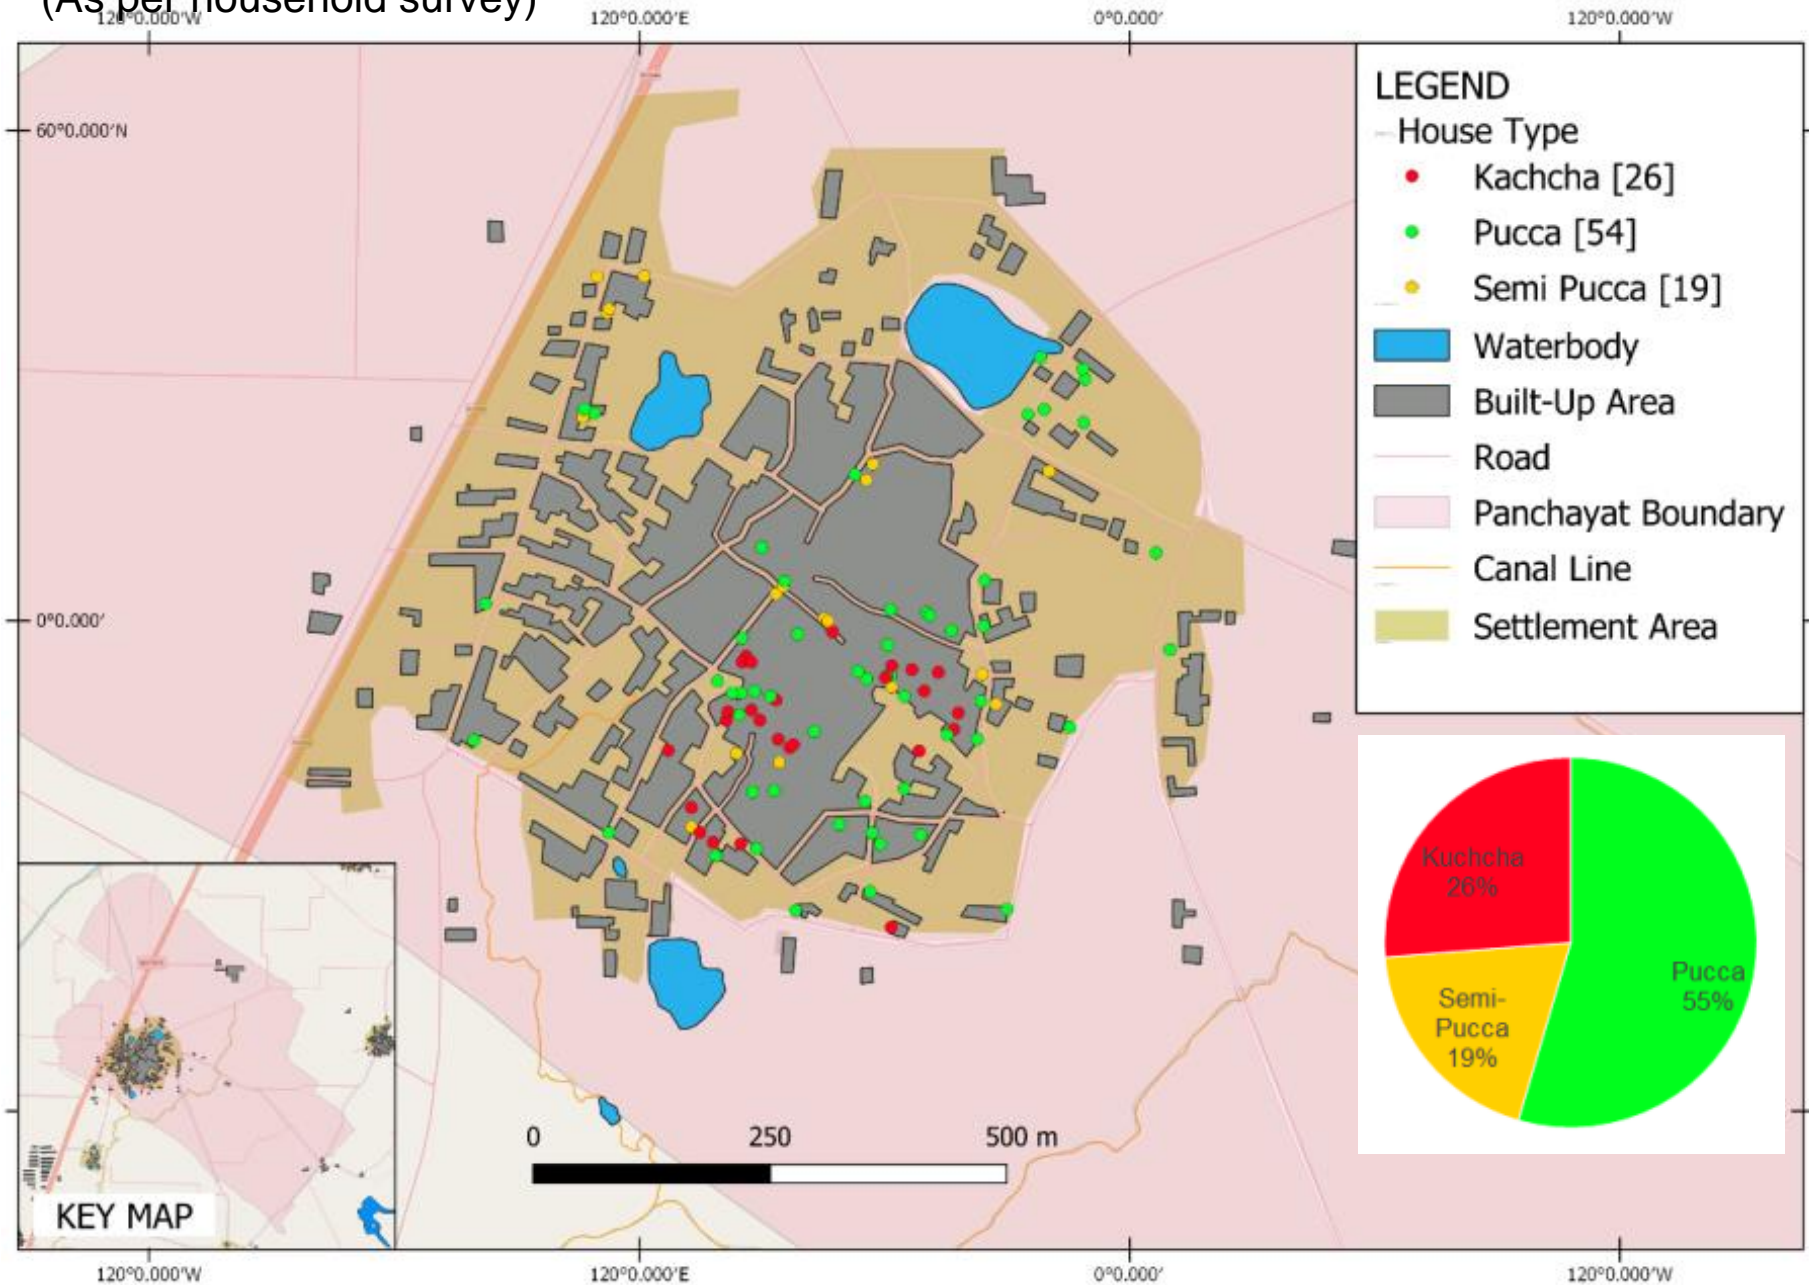 (As per household survey)
120°0.000'W
120°0.000'E
0°0.000'
120°0.000'W
60°0.000'N
0°0.000'
LEGEND
House Type
Kachcha [26]
Pucca [54]
Semi Pucca [19]
Waterbody
Built-Up Area
Road
Panchayat Boundary
Canal Line
Settlement Area
Kuchcha
26%
Pucca
55%
Semi-
Pucca
19%
0 250 500 m
KEY MAP
120°0.000'W
120°0.000'E
0°0.000'
120°0.000'W